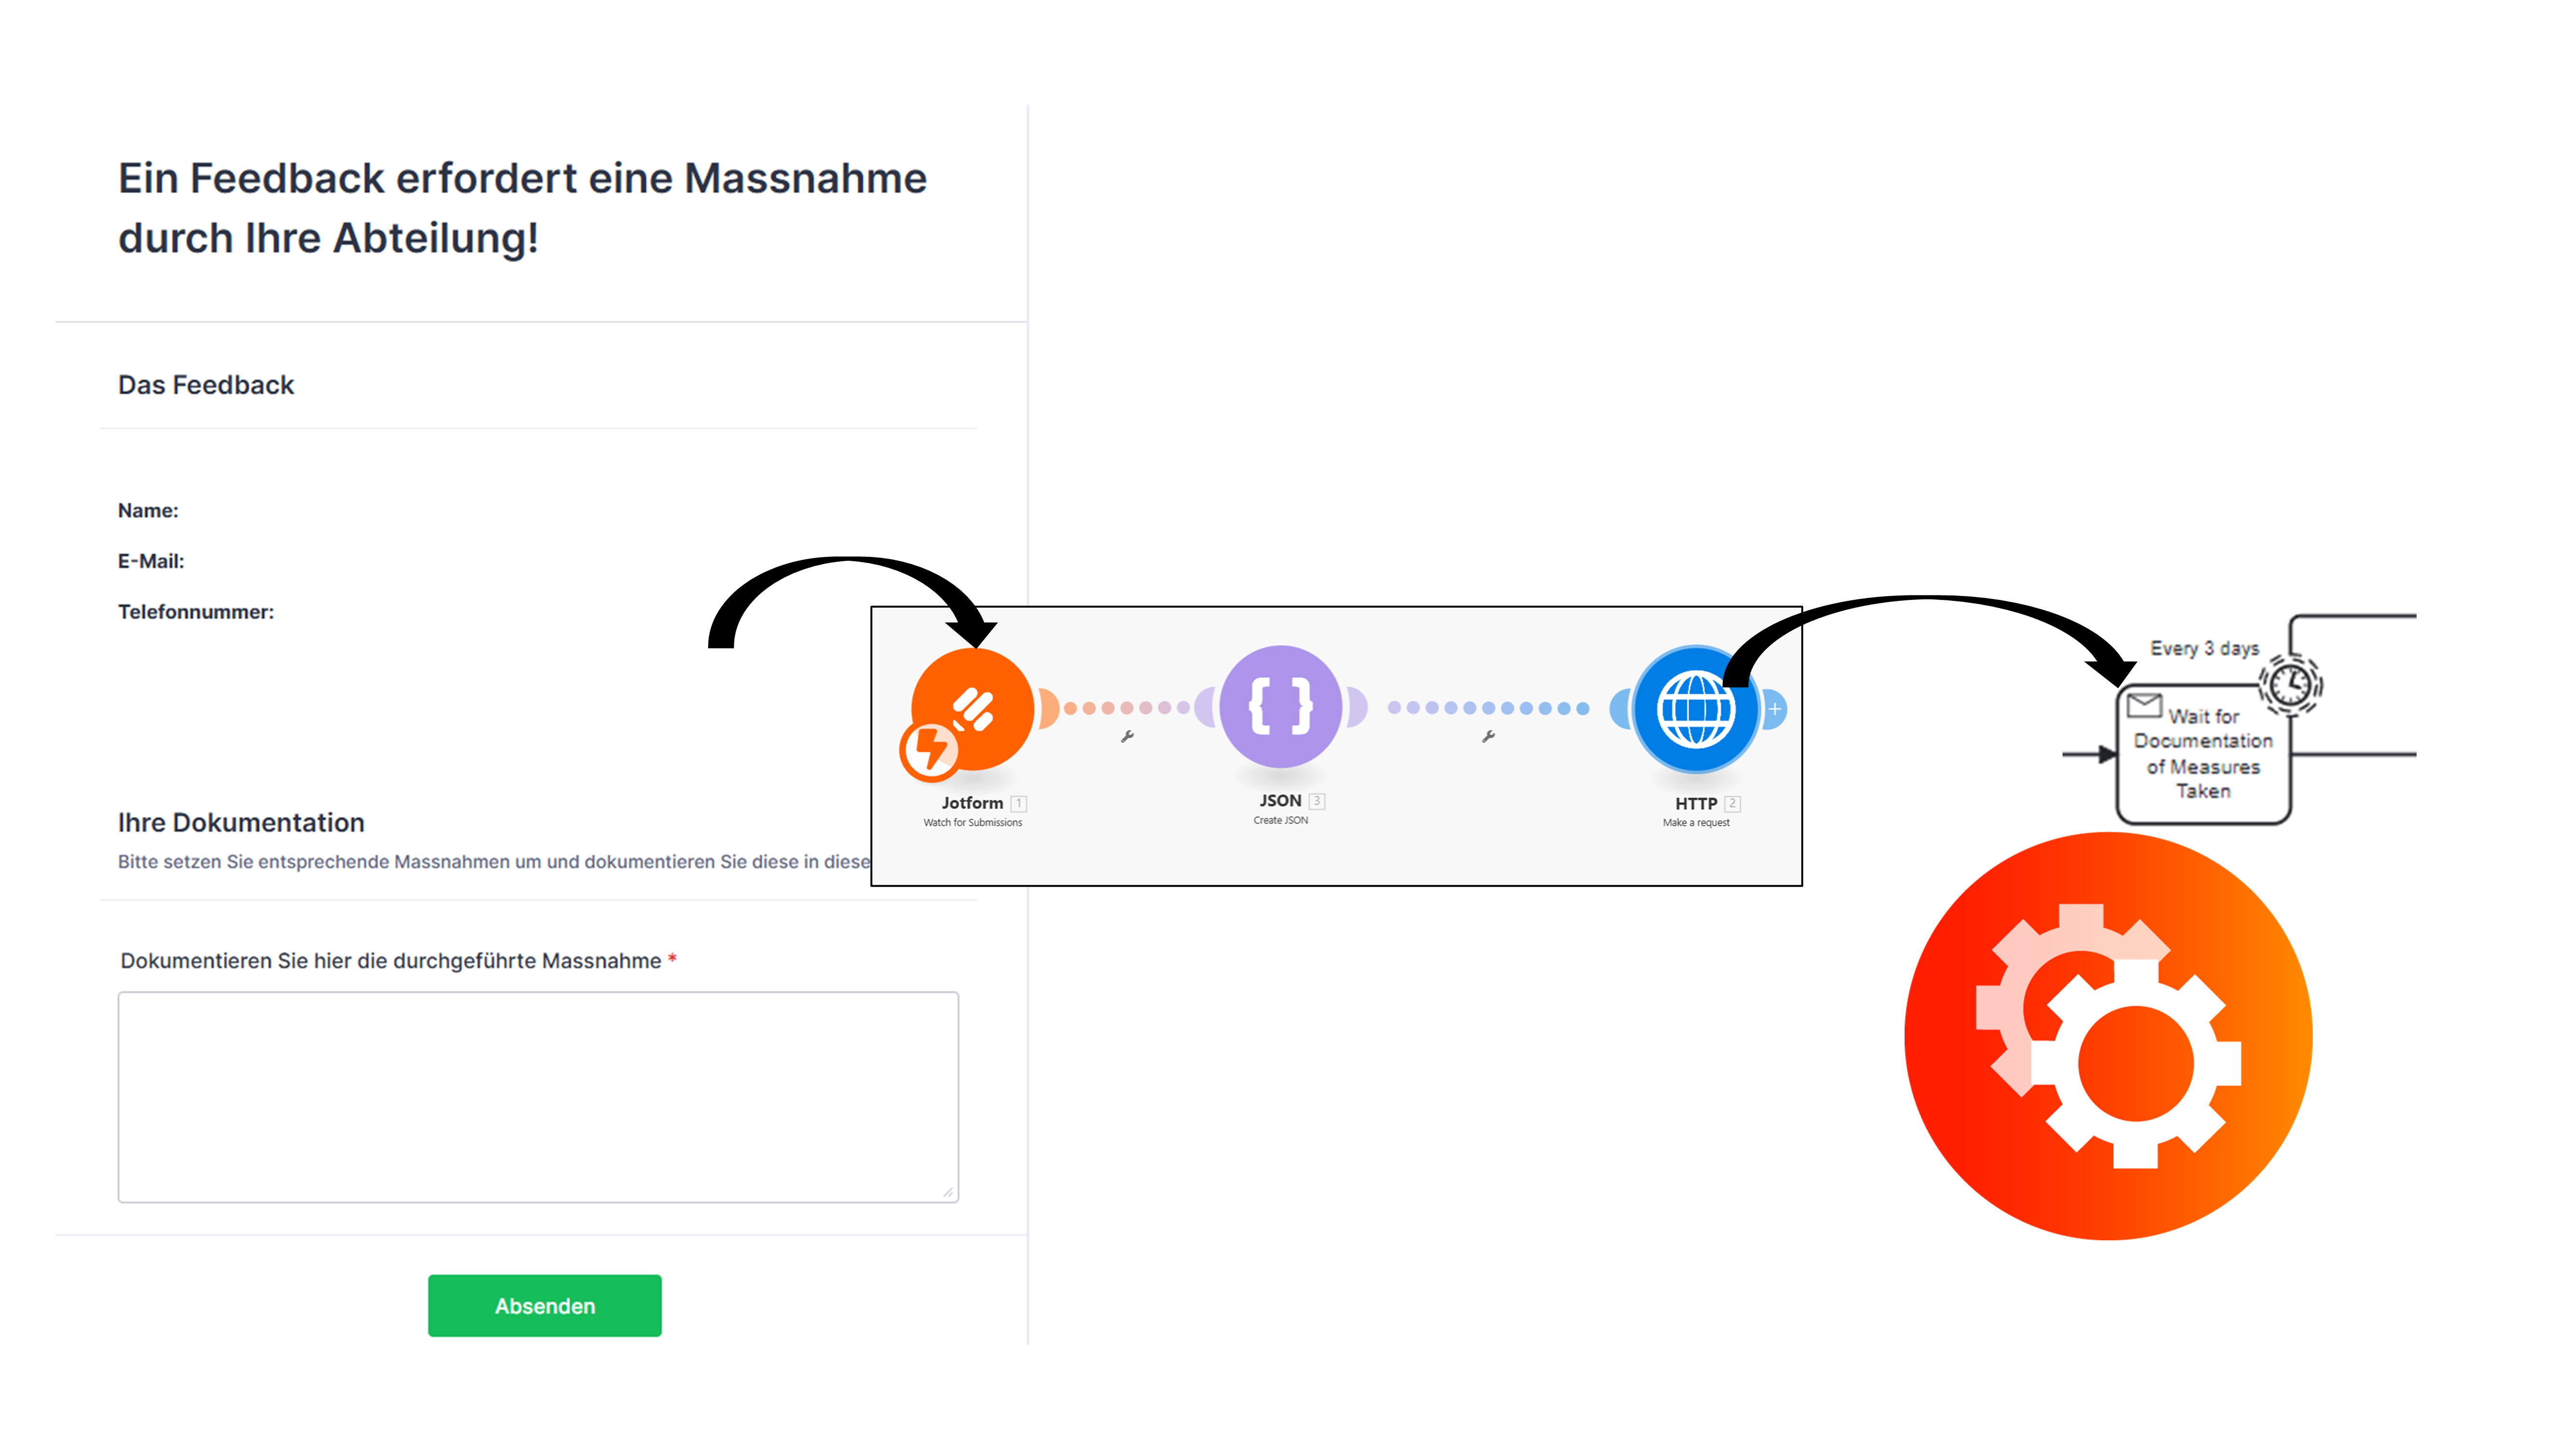 Ein Feedback erfordert eine Massnahme
durch Ihre Abteilung!
Das Feedback
Name:
E-Mail:
Telefonnummer:
Ihre Dokumentation
Bitte setzen Sie entsprechende Massnahmen um und dokumentieren Sie diese in diese
Dokumentieren Sie hier die durchgeführte Massnahme *
Absenden
Jotform 1
Watch for Submissions
{ }
JSON 3
Create JSON
+
HTTP 2
Make a request
Every 3 days
Wait for
Documentation
of Measures
Taken